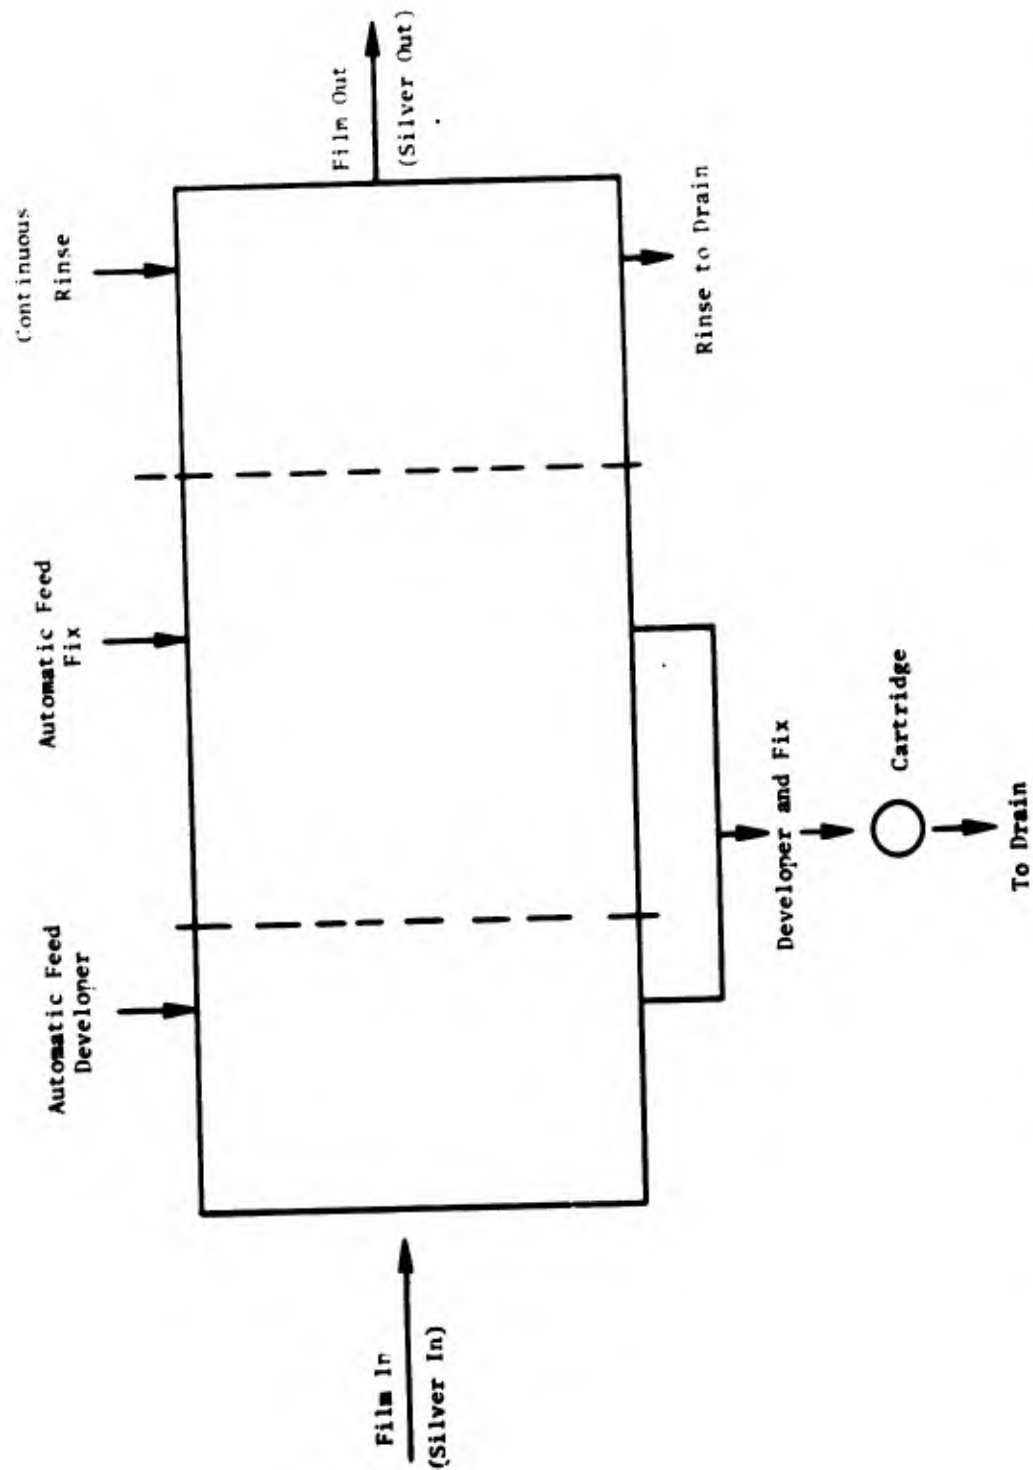 Continuous
Rinse
Film Out
(Silver Out)
Rinse to Drain
Automatic Feed
Fix
Automatic Feed
Developer
Developer and Fix
Cartridge
To Drain
Film In
(Silver In)